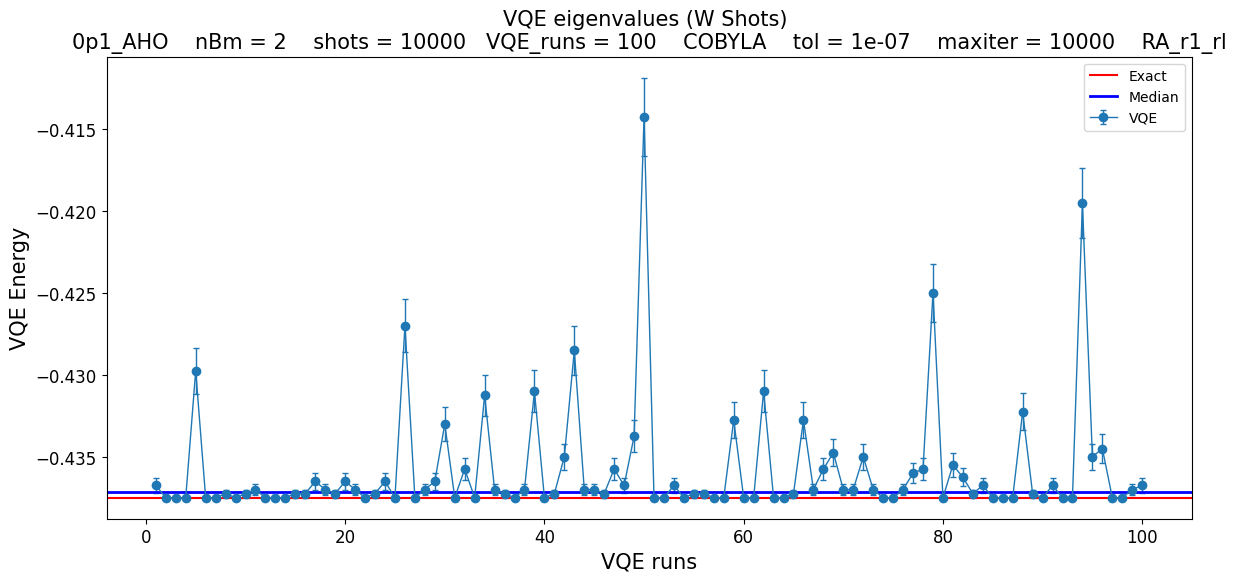 VQE eigenvalues (W Shots)
0p1_AHO nBm = 2 shots = 10000 VQE_runs = 100 COBYLA tol = 1e-07 maxiter = 10000 RA_r1_rl
Exact
Median
VQE
VQE Energy
−0.415
−0.420
−0.425
−0.430
−0.435
0 20 40 60 80 100
VQE runs